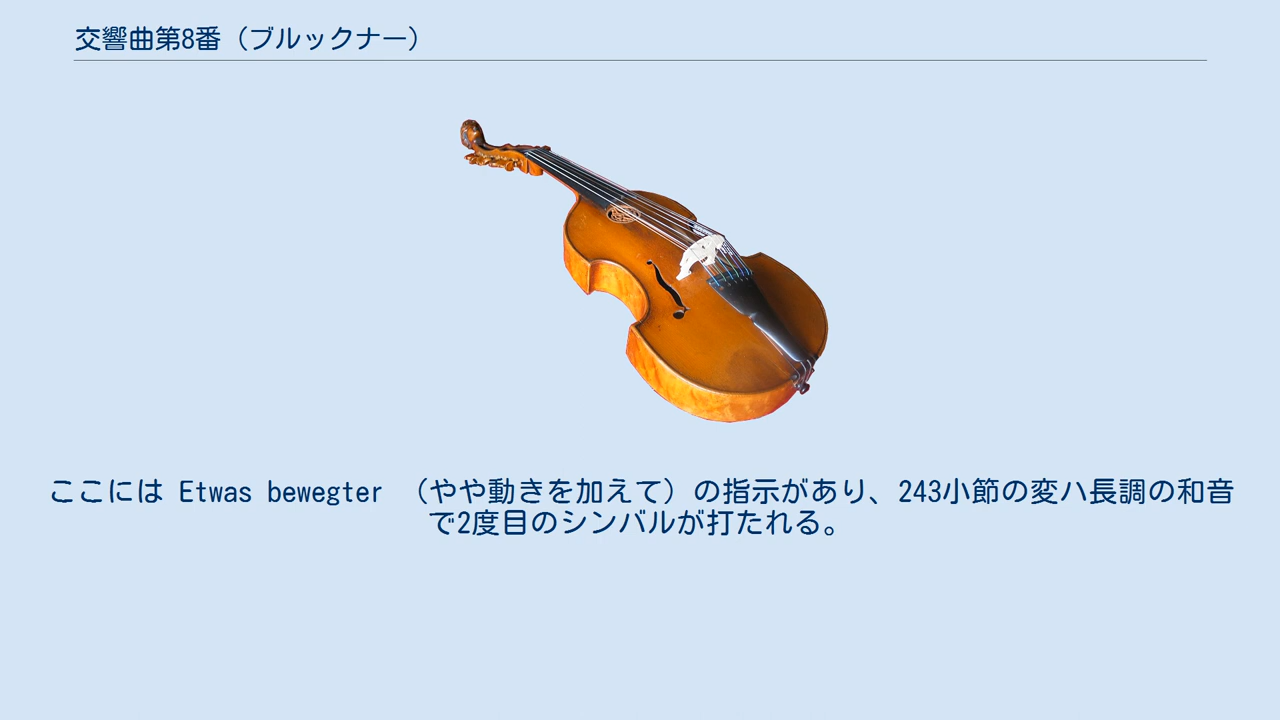 交響曲第8番（ブルックナー）
ここには Etwas bewegter （やや動きを加えて）の指示があり、243小節の変ハ長調の和音
で2度目のシンバルが打たれる。